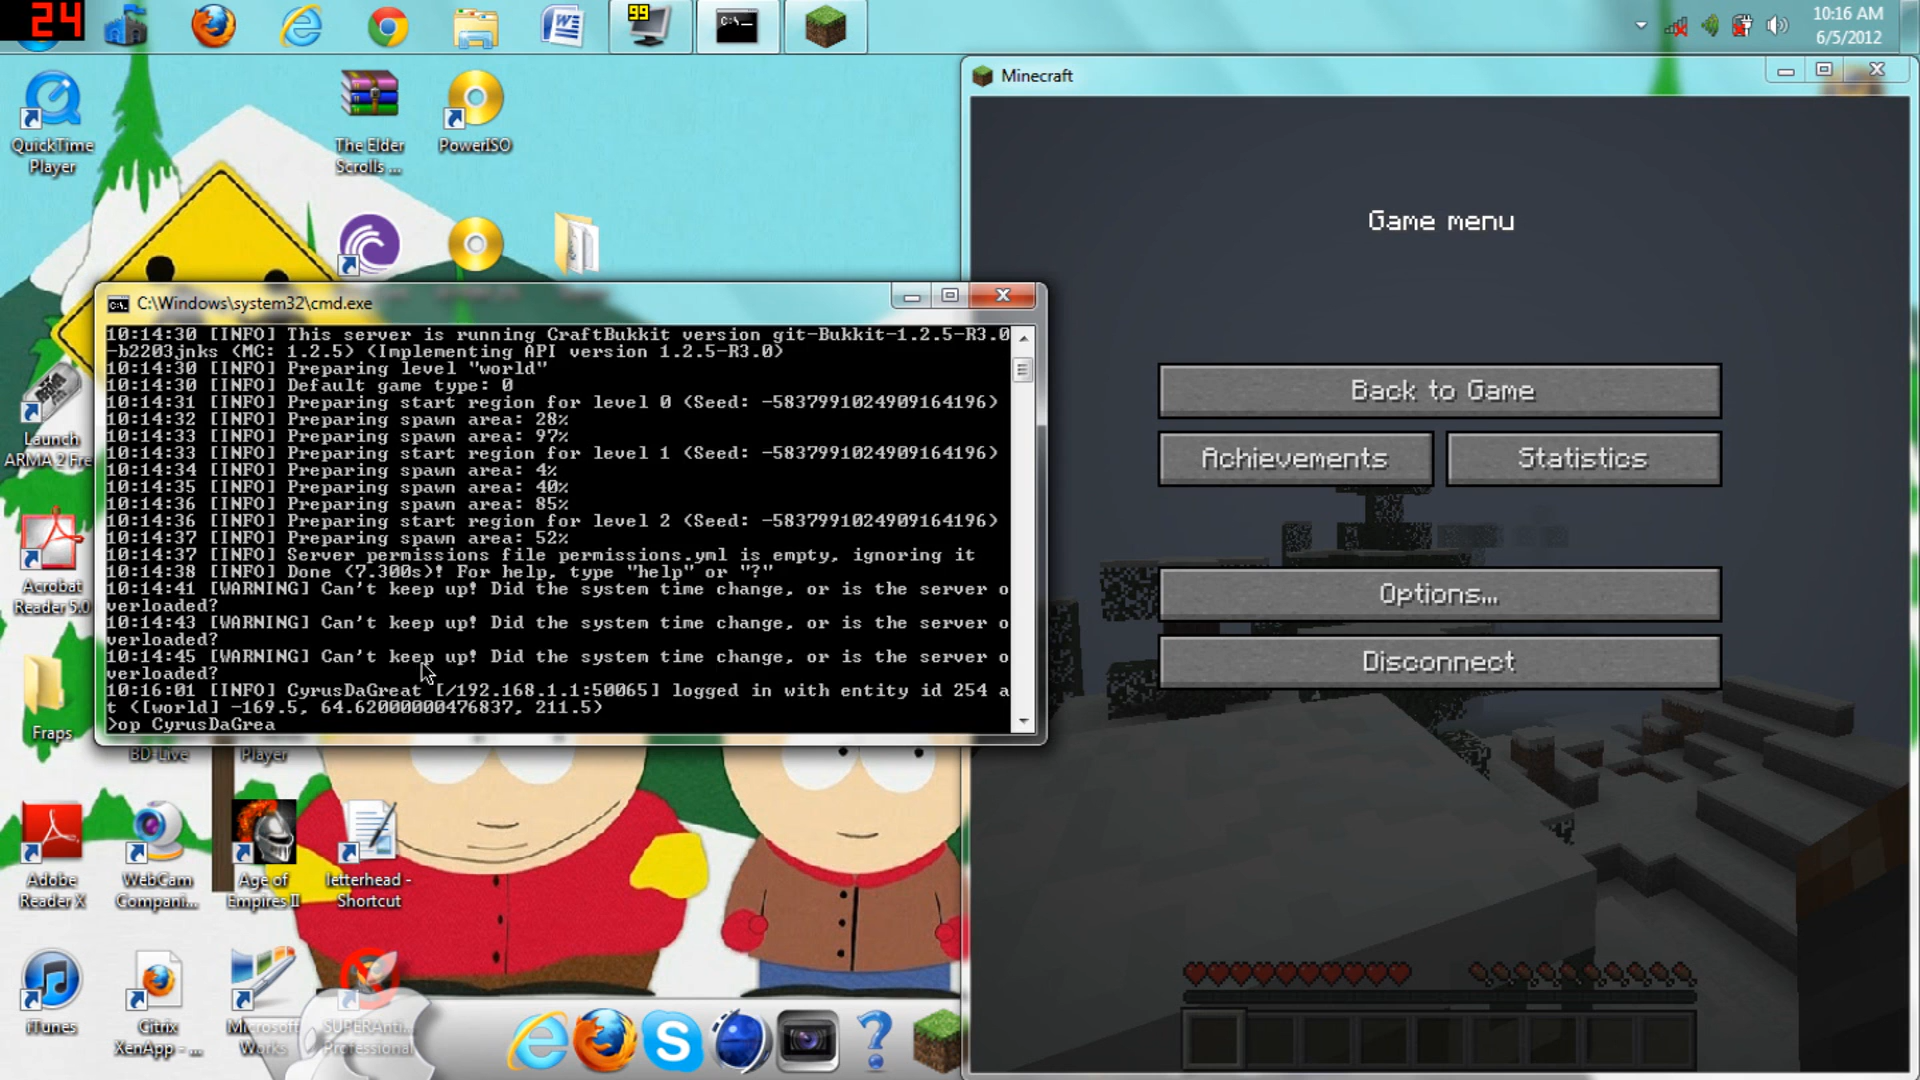 24
99
C:\_
10:16 AM
6/5/2012
QuickTime
Player
The Elder
Scrolls ...
PowerISO
Launch
ARMA 2 Fre
Acrobat
Reader 5.0
Fraps
BD-Live
Player
Adobe
Reader X
WebCam
Compani...
Age of
Empires II
letterhead -
Shortcut
iTunes
Citrix
XenApp - ...
Microsoft
Works
SUPERAnti...
Professional
C:\Windows\system32\cmd.exe
10:14:30 [INFO] This server is running CraftBukkit version git-Bukkit-1.2.5-R3.0
-b2203jnks (MC: 1.2.5) (Implementing API version 1.2.5-R3.0)
10:14:30 [INFO] Preparing level "world"
10:14:30 [INFO] Default game type: 0
10:14:31 [INFO] Preparing start region for level 0 (Seed: -5837991024909164196)
10:14:32 [INFO] Preparing spawn area: 28%
10:14:33 [INFO] Preparing spawn area: 97%
10:14:33 [INFO] Preparing start region for level 1 (Seed: -5837991024909164196)
10:14:34 [INFO] Preparing spawn area: 4%
10:14:35 [INFO] Preparing spawn area: 40%
10:14:36 [INFO] Preparing spawn area: 85%
10:14:36 [INFO] Preparing start region for level 2 (Seed: -5837991024909164196)
10:14:37 [INFO] Preparing spawn area: 52%
10:14:37 [INFO] Server permissions file permissions.yml is empty, ignoring it
10:14:38 [INFO] Done (7.300s)! For help, type "help" or "?"
10:14:41 [WARNING] Can't keep up! Did the system time change, or is the server o
verloaded?
10:14:43 [WARNING] Can't keep up! Did the system time change, or is the server o
verloaded?
10:14:45 [WARNING] Can't keep up! Did the system time change, or is the server o
verloaded?
10:16:01 [INFO] CyrusDaGreat [/192.168.1.1:50065] logged in with entity id 254 a
t ([world] -169.5, 64.62000000476837, 211.5)
>op CyrusDaGrea
Minecraft
Game menu
Back to Game
Achievements
Statistics
Options...
Disconnect